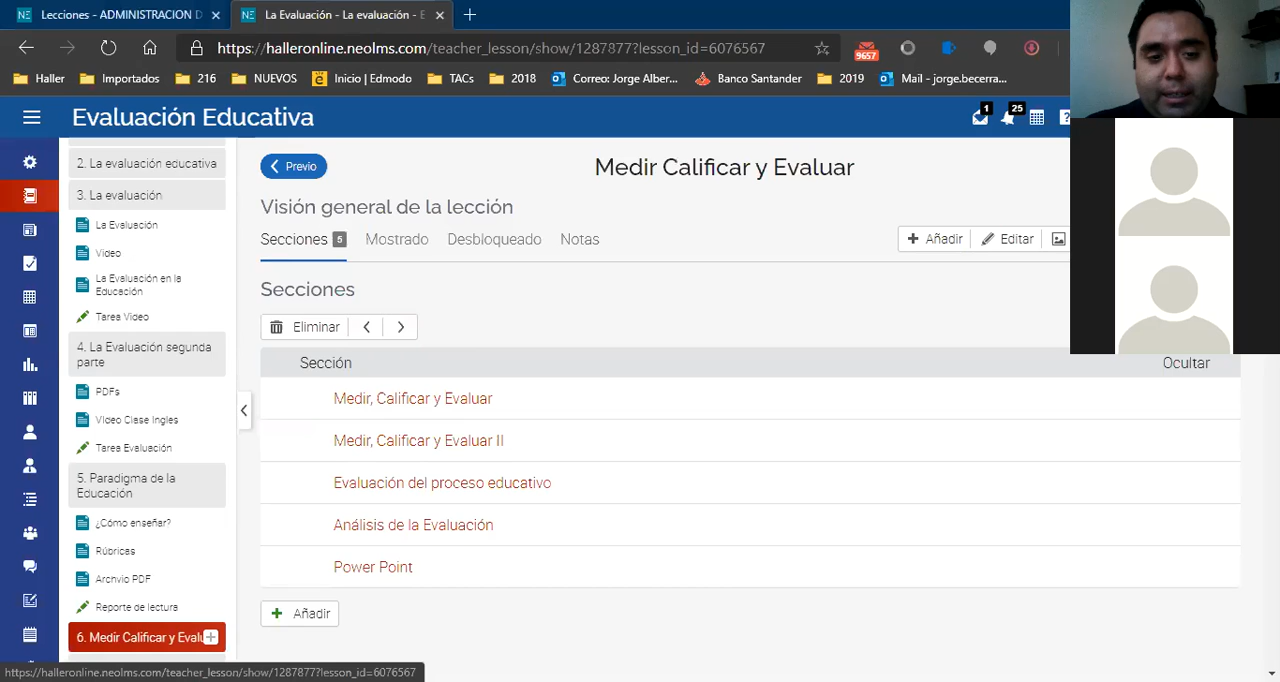 Lecciones - ADMINISTRACION D
La Evaluación - La evaluación - E
https://halleronline.neolms.com/teacher_lesson/show/1287877?lesson_id=6076567
9657
Haller
Importados
216
NUEVOS
Inicio | Edmodo
TACs
2018
Correo: Jorge Alber...
Banco Santander
2019
Mail - jorge.becerra...
Evaluación Educativa
1
25
2. La evaluación educativa
3. La evaluación
La Evaluación
Video
La Evaluación en la
Educación
Tarea Video
4. La Evaluación segunda
parte
PDFs
Video Clase Ingles
Tarea Evaluación
5. Paradigma de la
Educación
¿Cómo enseñar?
Rúbricas
Archvio PDF
Reporte de lectura
6. Medir Calificar y Evalu
Previo
Medir Calificar y Evaluar
Visión general de la lección
Secciones 5
Mostrado
Desbloqueado
Notas
Añadir
Editar
Secciones
Eliminar
Sección
Ocultar
Medir, Calificar y Evaluar
Medir, Calificar y Evaluar II
Evaluación del proceso educativo
Análisis de la Evaluación
Power Point
Añadir
https://halleronline.neolms.com/teacher_lesson/show/1287877?lesson_id=6076567